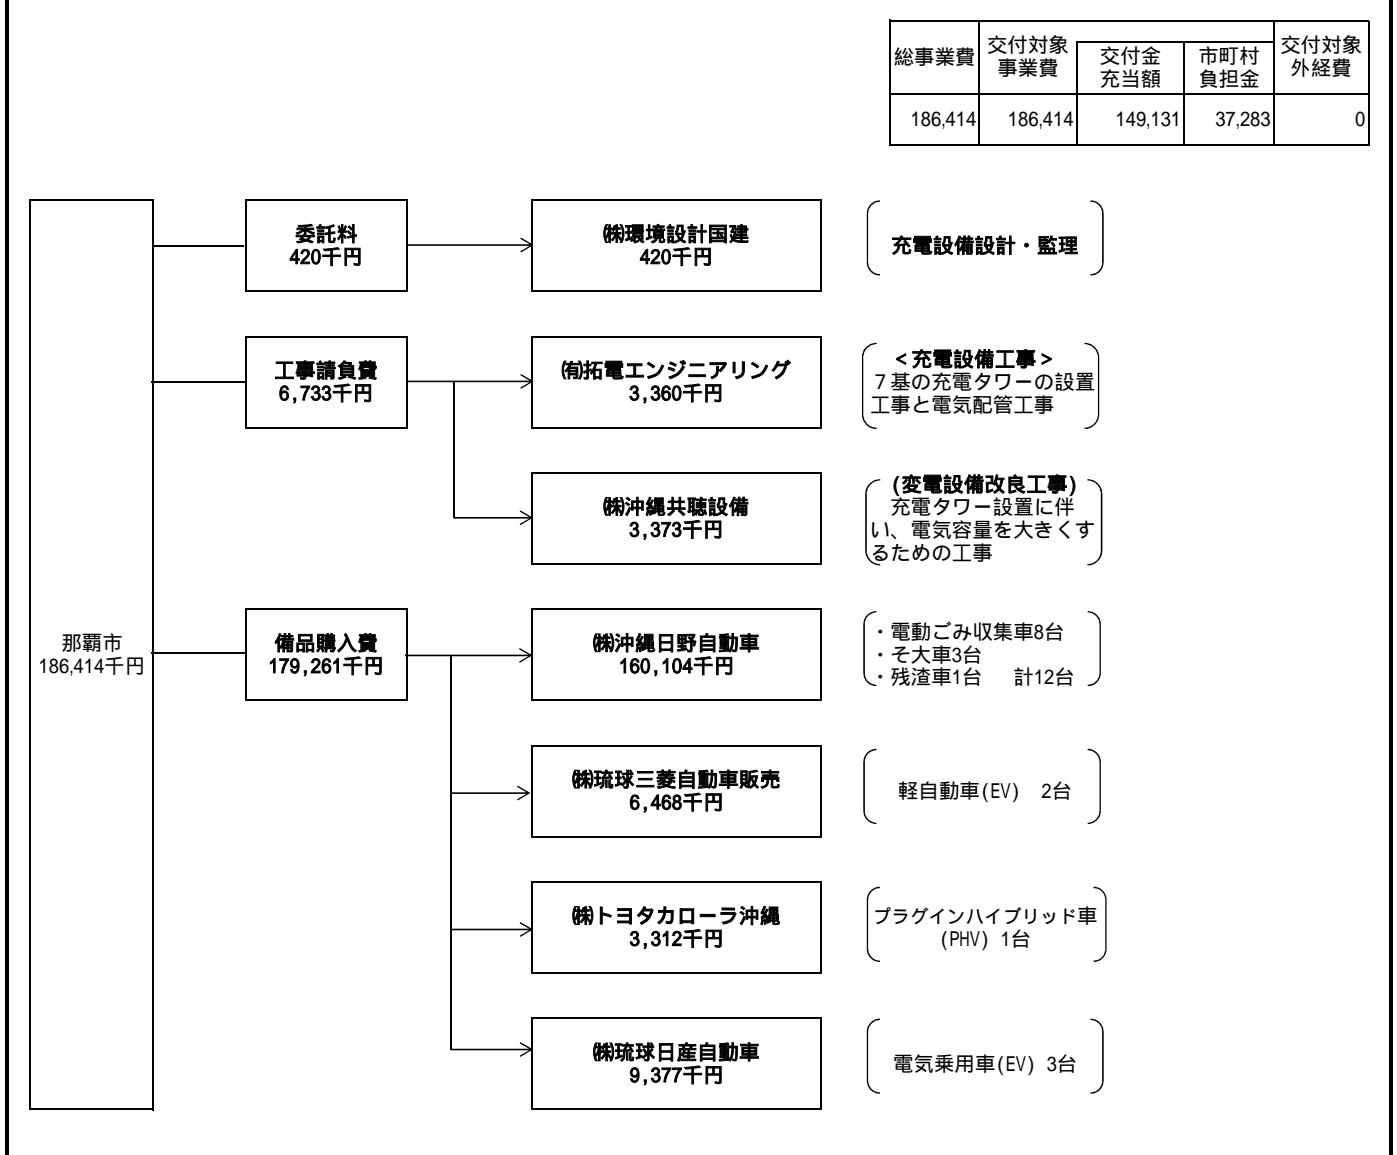 総事業費
交付対象
事業費
交付金
充当額
市町村
負担金
交付対象
外経費
186,414 186,414 149,131 37,283 0
那覇市
186,414千円
委託料
420千円
㈱環境設計国建
420千円
充電設備設計・監理
工事請負費
6,733千円
㈲拓電エンジニアリング
3,360千円
<充電設備工事>
7基の充電タワーの設置
工事と電気配管工事
㈱沖縄共聴設備
3,373千円
(変電設備改良工事)
充電タワー設置に伴
い、電気容量を大きくす
るための工事
備品購入費
179,261千円
㈱沖縄日野自動車
160,104千円
・電動ごみ収集車8台
・そ大車3台
・残渣車1台 計12台
㈱琉球三菱自動車販売
6,468千円
軽自動車(EV) 2台
㈱トヨタカローラ沖縄
3,312千円
プラグインハイブリッド車
(PHV) 1台
㈱琉球日産自動車
9,377千円
電気乗用車(EV) 3台